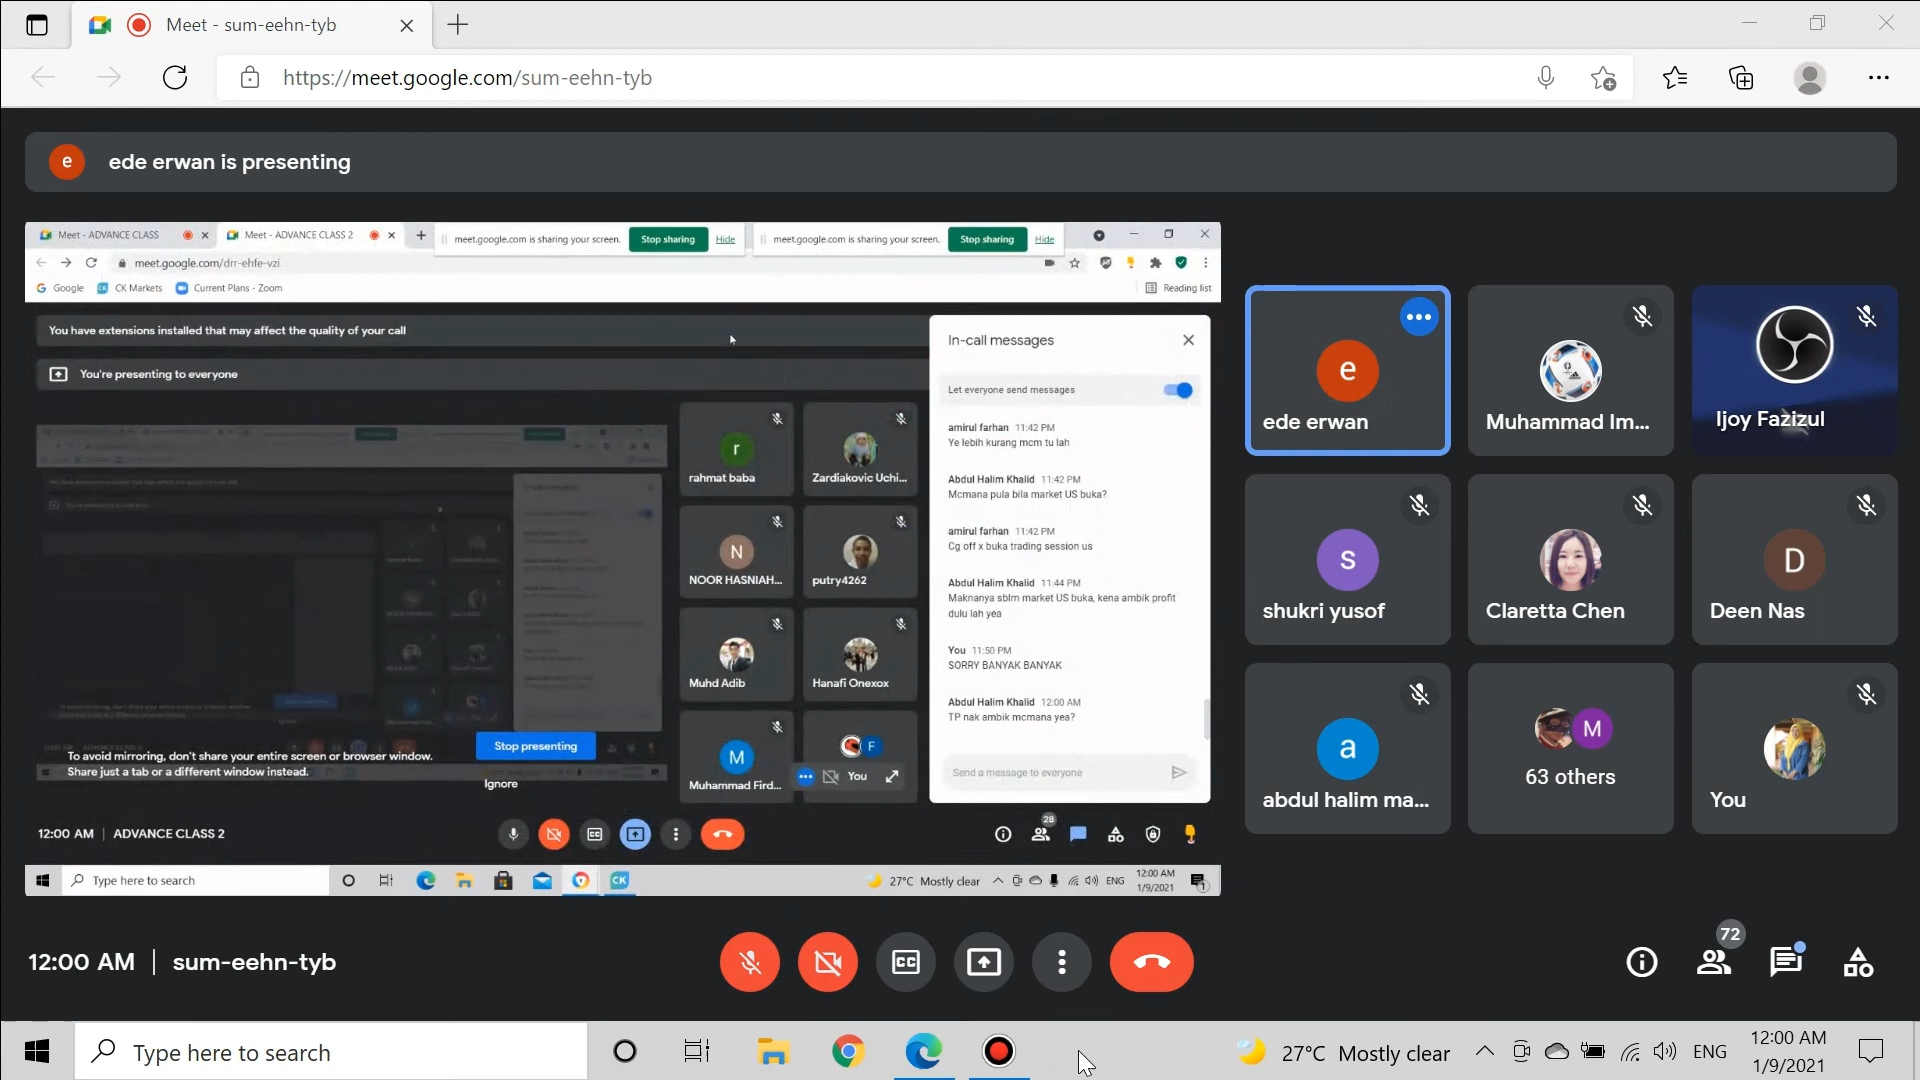 Meet - sum-eehn-tyb
https://meet.google.com/sum-eehn-tyb
e
ede erwan is presenting
Meet - ADVANCE CLASS
Meet - ADVANCE CLASS 2
meet.google.com is sharing your screen.
Stop sharing
Hide
meet.google.com is sharing your screen.
Stop sharing
Hide
meet.google.com/drr-ehfe-vzi
Google
CK Markets
Current Plans - Zoom
Reading list
You have extensions installed that may affect the quality of your call
You're presenting to everyone
r
rahmat baba
Zardiakovic Uchi...
N
NOOR HASNIAH...
putry4262
Muhd Adib
Hanafi Onexox
M
Muhammad Fird...
F
You
To avoid mirroring, don't share your entire screen or browser window.
Share just a tab or a different window instead.
Stop presenting
Ignore
In-call messages
Let everyone send messages
amirul farhan 11:42 PM
Ye lebih kurang mcm tu lah
Abdul Halim Khalid 11:42 PM
Mcmana pula bila market US buka?
amirul farhan 11:42 PM
Cg off x buka trading session us
Abdul Halim Khalid 11:44 PM
Maknanya sblm market US buka, kena ambik profit
dulu lah yea
You 11:50 PM
SORRY BANYAK BANYAK
Abdul Halim Khalid 12:00 AM
TP nak ambik mcmana yea?
Send a message to everyone
12:00 AM | ADVANCE CLASS 2
28
Type here to search
CK
27°C Mostly clear
ENG
12:00 AM
1/9/2021
1
e
ede erwan
Muhammad Im...
Ijoy Fazizul
s
shukri yusof
Claretta Chen
D
Deen Nas
a
abdul halim ma...
M
63 others
You
12:00 AM | sum-eehn-tyb
CC
72
Type here to search
27°C Mostly clear
ENG
12:00 AM
1/9/2021